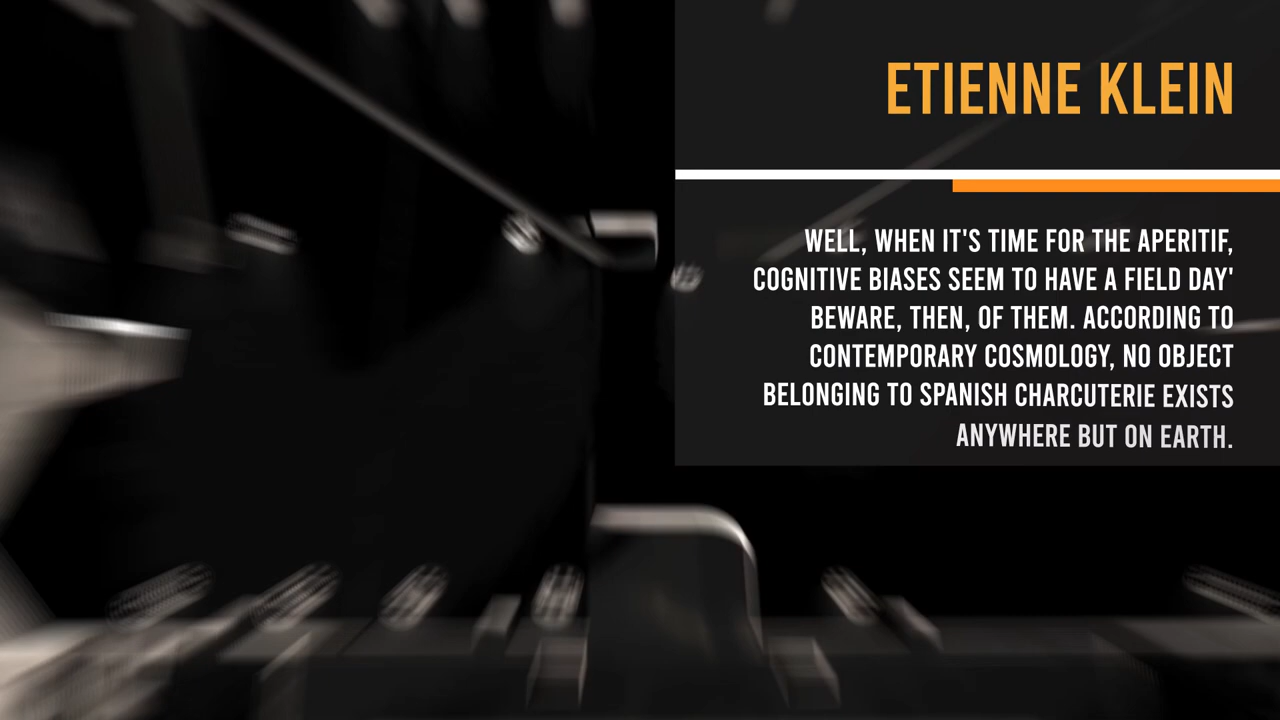 ETIENNE KLEIN
WELL, WHEN IT'S TIME FOR THE APERITIF,
COGNITIVE BIASES SEEM TO HAVE A FIELD DAY'
BEWARE, THEN, OF THEM. ACCORDING TO
CONTEMPORARY COSMOLOGY, NO OBJECT
BELONGING TO SPANISH CHARCUTERIE EXISTS
ANYWHERE BUT ON EARTH.